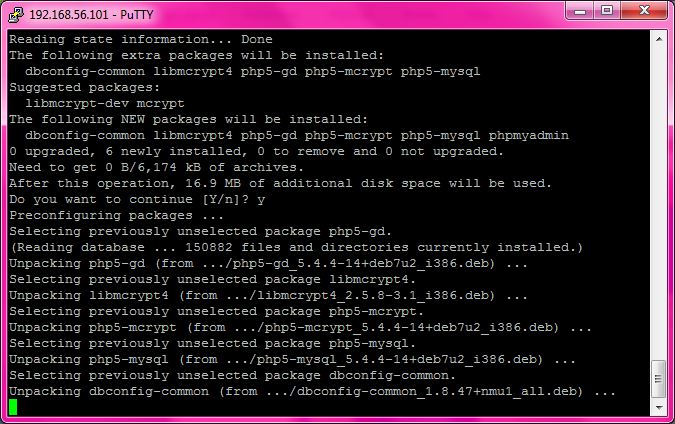 192.168.56.101 - PuTTY
Reading state information... Done
The following extra packages will be installed:
  dbconfig-common libmcrypt4 php5-gd php5-mcrypt php5-mysql
Suggested packages:
  libmcrypt-dev mcrypt
The following NEW packages will be installed:
  dbconfig-common libmcrypt4 php5-gd php5-mcrypt php5-mysql phpmyadmin
0 upgraded, 6 newly installed, 0 to remove and 0 not upgraded.
Need to get 0 B/6,174 kB of archives.
After this operation, 16.9 MB of additional disk space will be used.
Do you want to continue [Y/n]? y
Preconfiguring packages ...
Selecting previously unselected package php5-gd.
(Reading database ... 150882 files and directories currently installed.)
Unpacking php5-gd (from .../php5-gd_5.4.4-14+deb7u2_i386.deb) ...
Selecting previously unselected package libmcrypt4.
Unpacking libmcrypt4 (from .../libmcrypt4_2.5.8-3.1_i386.deb) ...
Selecting previously unselected package php5-mcrypt.
Unpacking php5-mcrypt (from .../php5-mcrypt_5.4.4-14+deb7u2_i386.deb) ...
Selecting previously unselected package php5-mysql.
Unpacking php5-mysql (from .../php5-mysql_5.4.4-14+deb7u2_i386.deb) ...
Selecting previously unselected package dbconfig-common.
Unpacking dbconfig-common (from .../dbconfig-common_1.8.47+nmu1_all.deb) ...